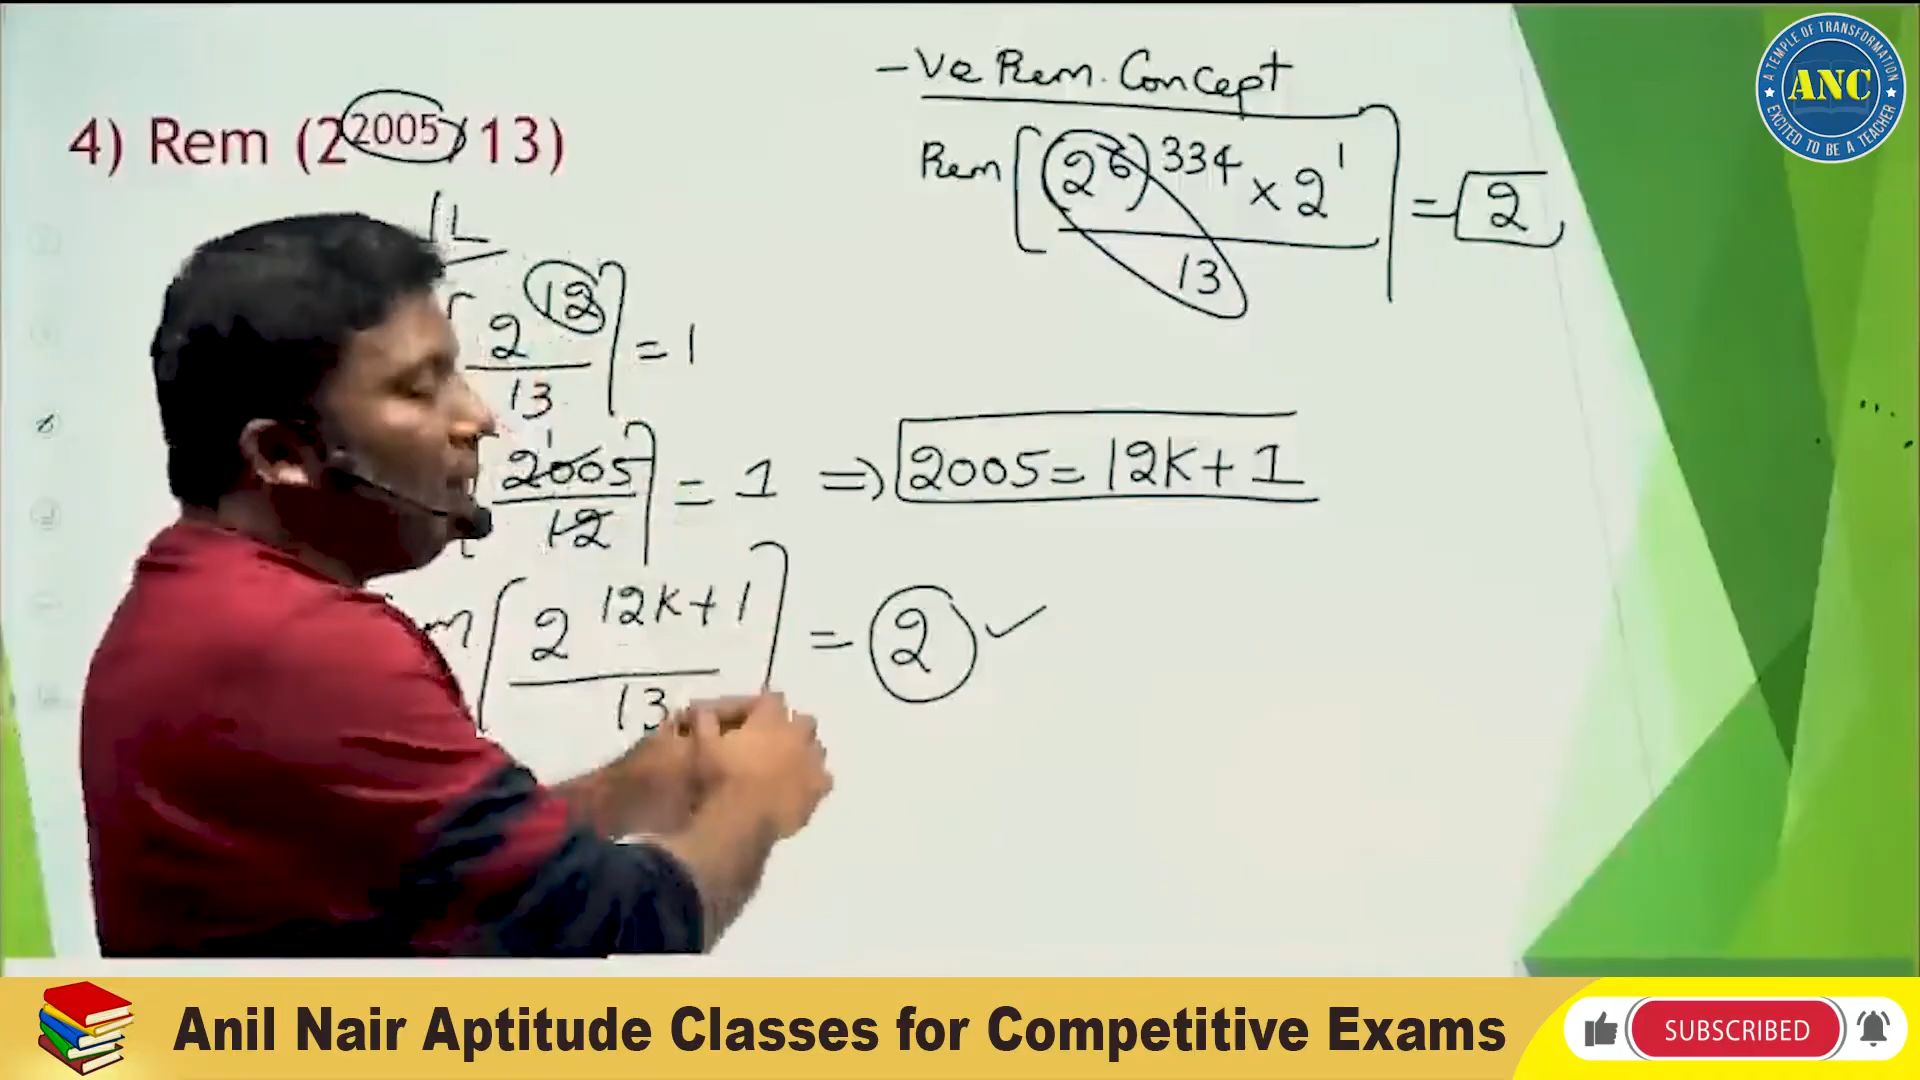 4) Rem (2^2005 / 13)
-Ve Rem. Concept
Rem [ (2^6)^334 × 2^1 / 13 ] = 2
12
[ 2^12 / 13 ] = 1
[ 2005 / 12 ] = 1 ⇒ 2005 = 12K + 1
[ 2^12K+1 / 13 ] = 2 ✓
A TEMPLE OF TRANSFORMATION
ANC
EXCITED TO BE A TEACHER
Anil Nair Aptitude Classes for Competitive Exams
SUBSCRIBED